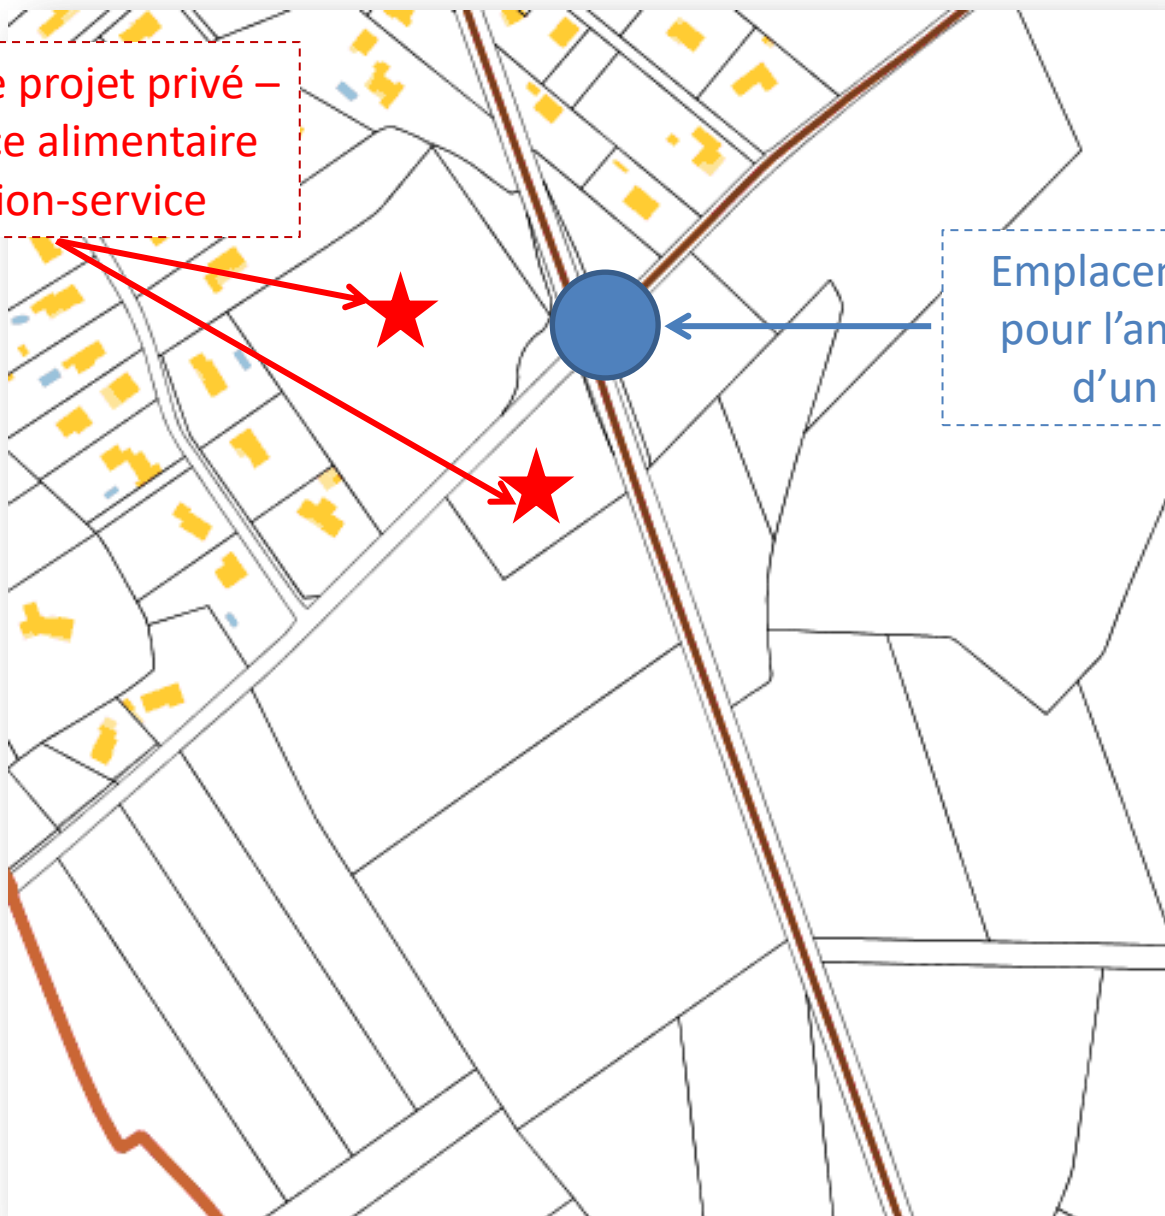 e projet privé –
ce alimentaire
ion-service
Emplacer
pour l'an
d'un